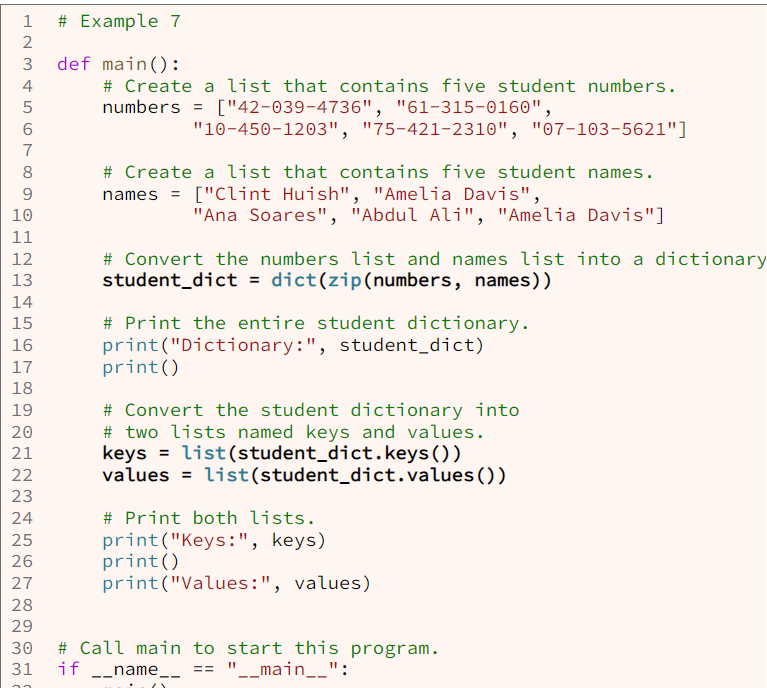 1 # Example 7
2
3 def main():
4     # Create a list that contains five student numbers.
5     numbers = ["42-039-4736", "61-315-0160",
6             "10-450-1203", "75-421-2310", "07-103-5621"]
7
8     # Create a list that contains five student names.
9     names = ["Clint Huish", "Amelia Davis",
10             "Ana Soares", "Abdul Ali", "Amelia Davis"]
11
12     # Convert the numbers list and names list into a dictionary
13     student_dict = dict(zip(numbers, names))
14
15     # Print the entire student dictionary.
16     print("Dictionary:", student_dict)
17     print()
18
19     # Convert the student dictionary into
20     # two lists named keys and values.
21     keys = list(student_dict.keys())
22     values = list(student_dict.values())
23
24     # Print both lists.
25     print("Keys:", keys)
26     print()
27     print("Values:", values)
28
29
30 # Call main to start this program.
31 if __name__ == "__main__":